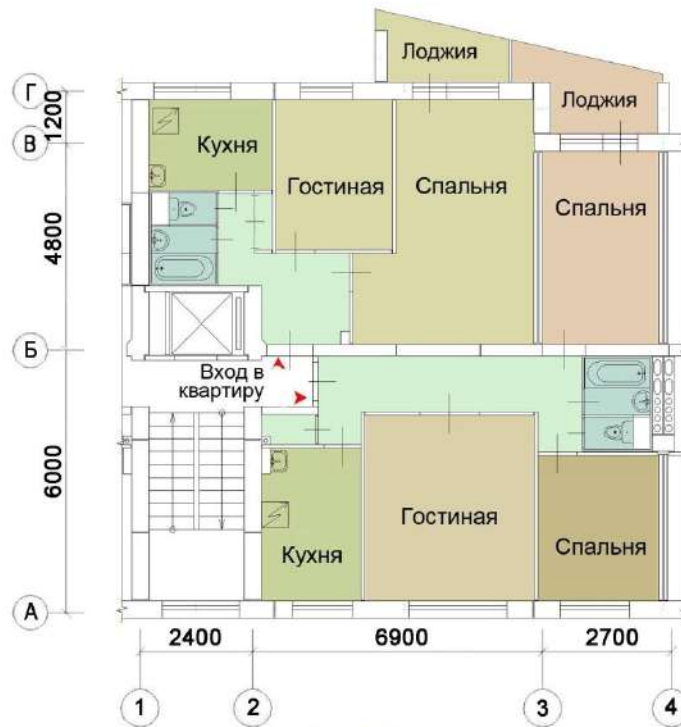 Лоджия
Г
Лоджия
1200
В
Кухня
Гостиная
Спальня
Спальня
4800
Б
Вход в
квартиру
6000
Гостиная
Кухня
Спальня
А
2400
6900
2700
1
2
3
4